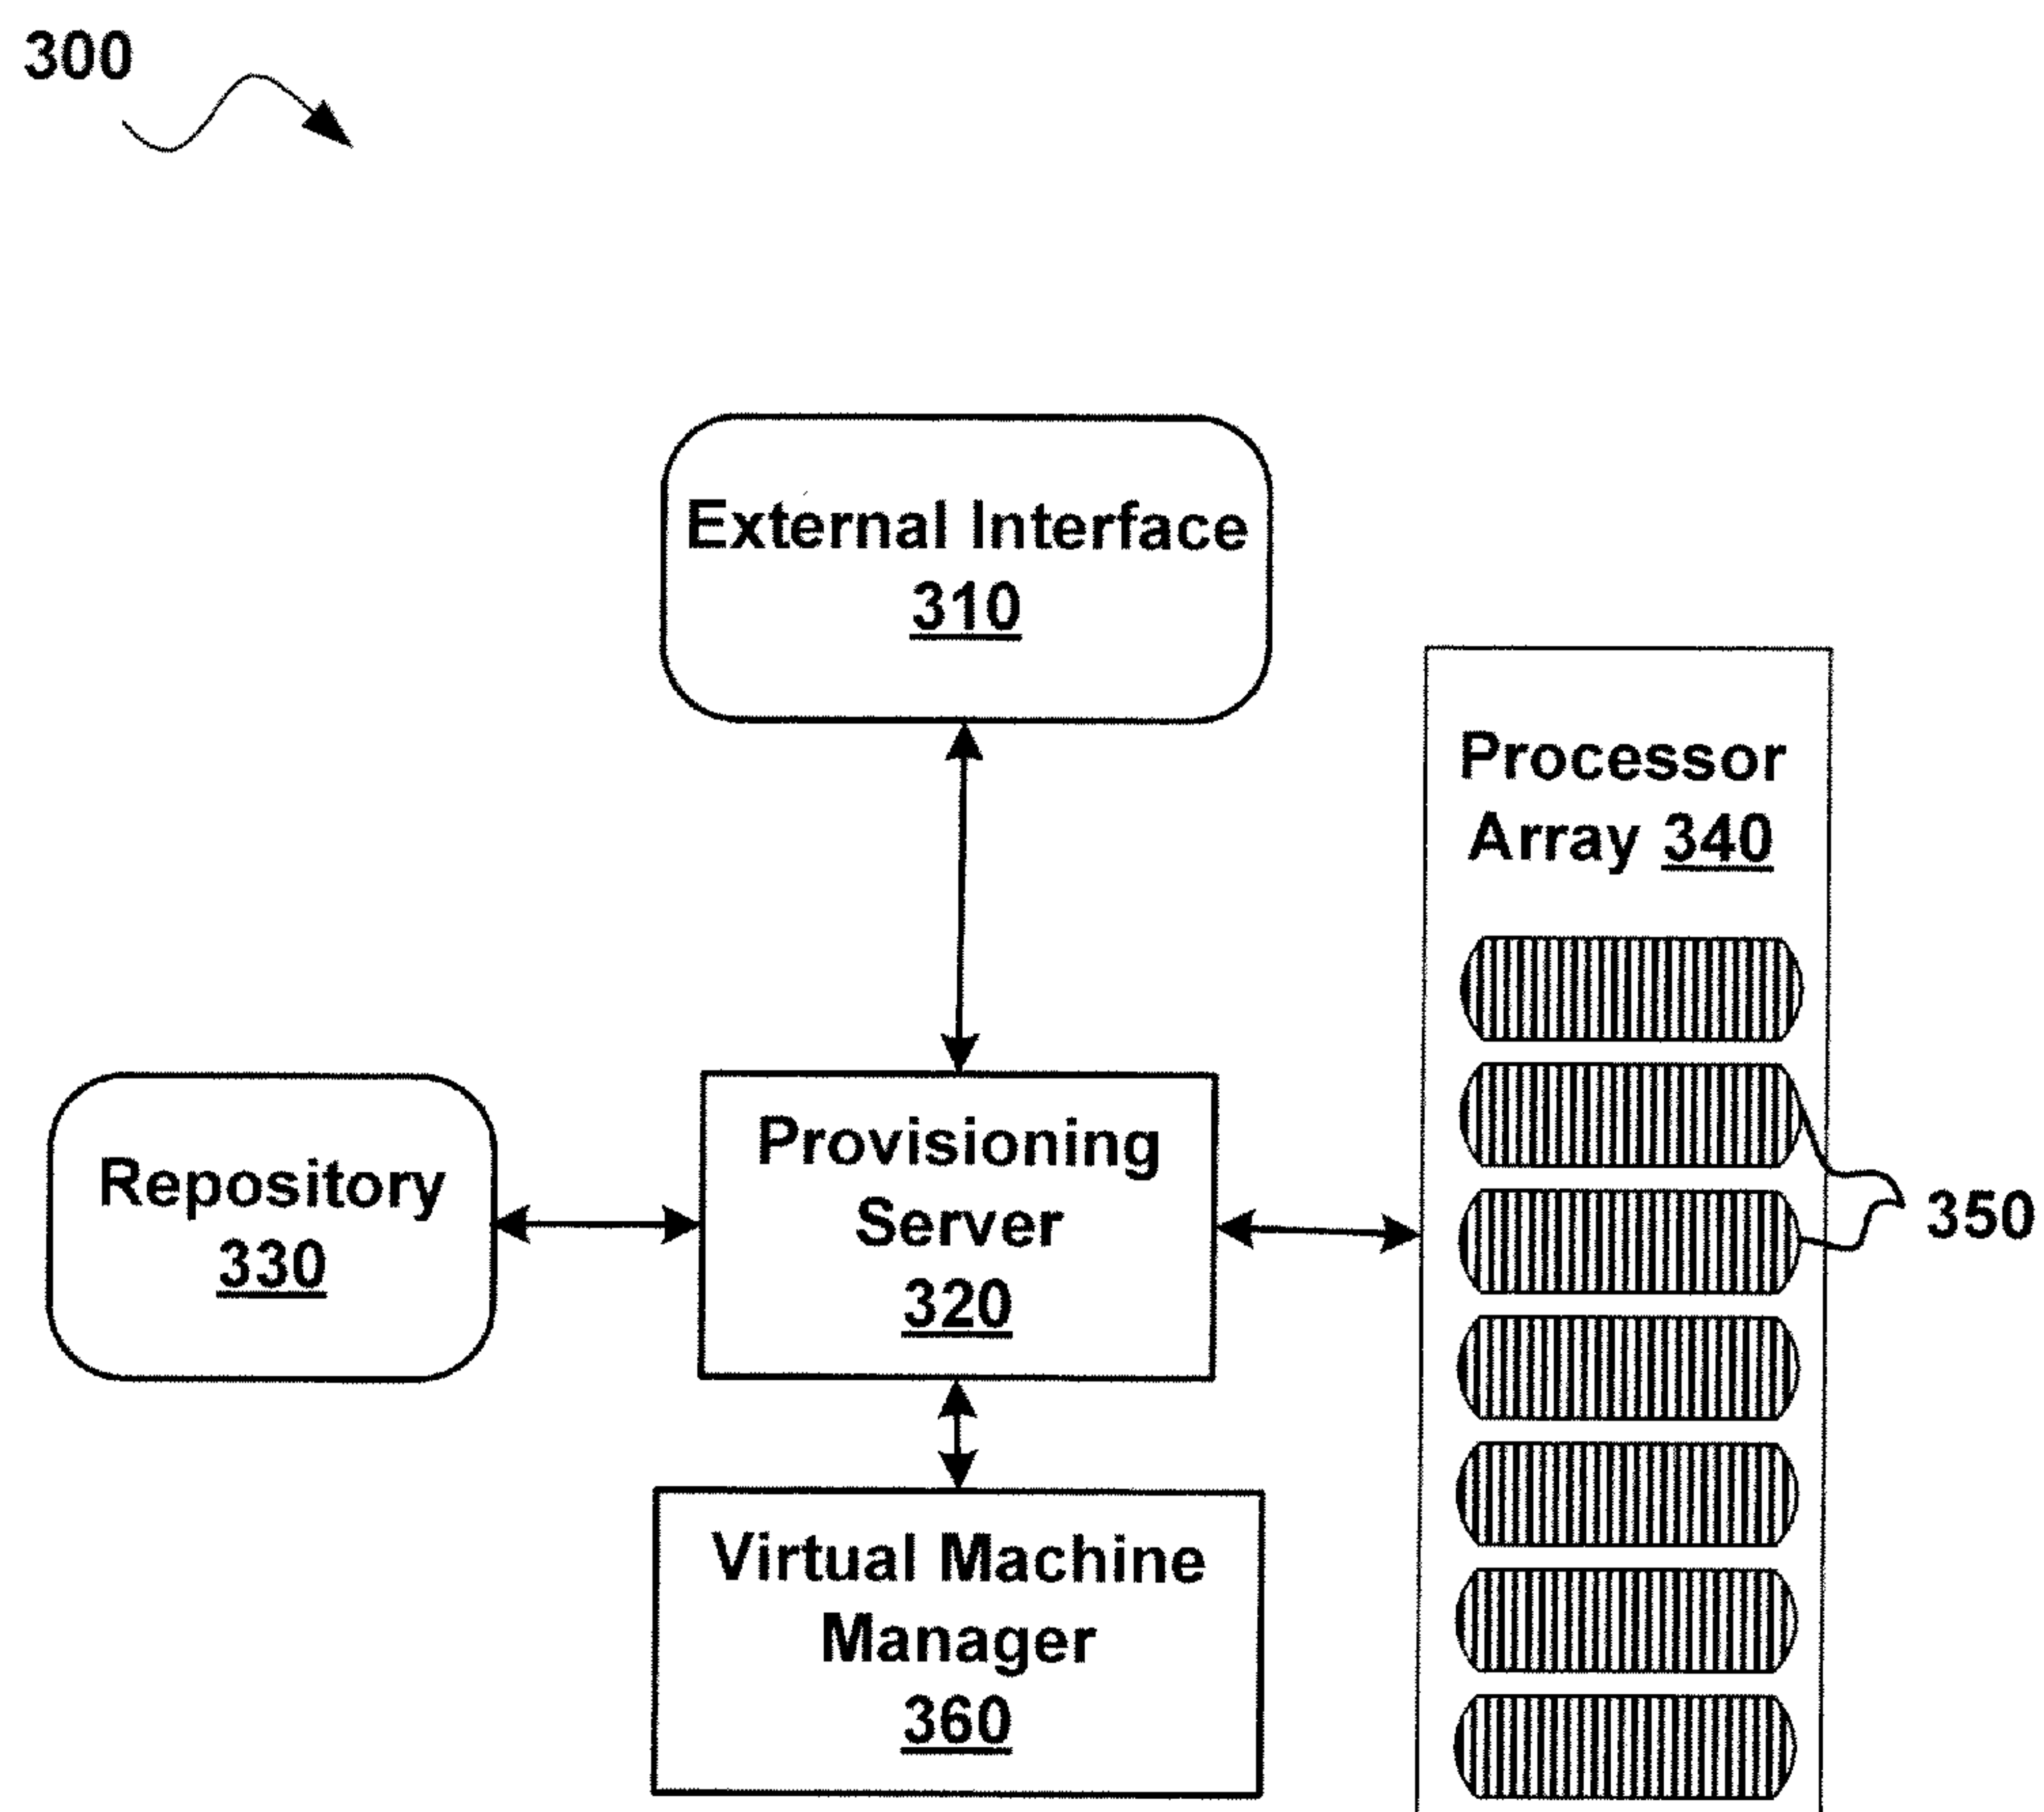 300
External Interface
310
Processor
Array 340
Repository
330
Provisioning
Server
320
350
Virtual Machine
Manager
360